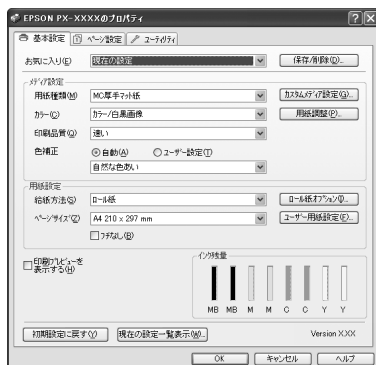 EPSON PX-XXXXのプロパティ
基本設定 ページ設定 ユーティリティ
お気に入り(E) 現在の設定 保存/削除(D)...
メディア設定
用紙種類(M) MC厚手マット紙 カスタムメディア設定(G)...
カラー(C) カラー/白黒画像 用紙調整(P)...
印刷品質(Q) 速い
色補正 自動(A) ユーザー設定(T)
自然な色あい
用紙設定
給紙方法(S) ロール紙 ロール紙オプション(I)...
ページサイズ(Z) A4 210 x 297 mm ユーザー用紙設定(F)...
フチなし(B)
印刷プレビューを
表示する(H)
インク残量
MB MB M M C C Y Y
初期設定に戻す(Y) 現在の設定一覧表示(W)... Version X.XX
OK キャンセル ヘルプ